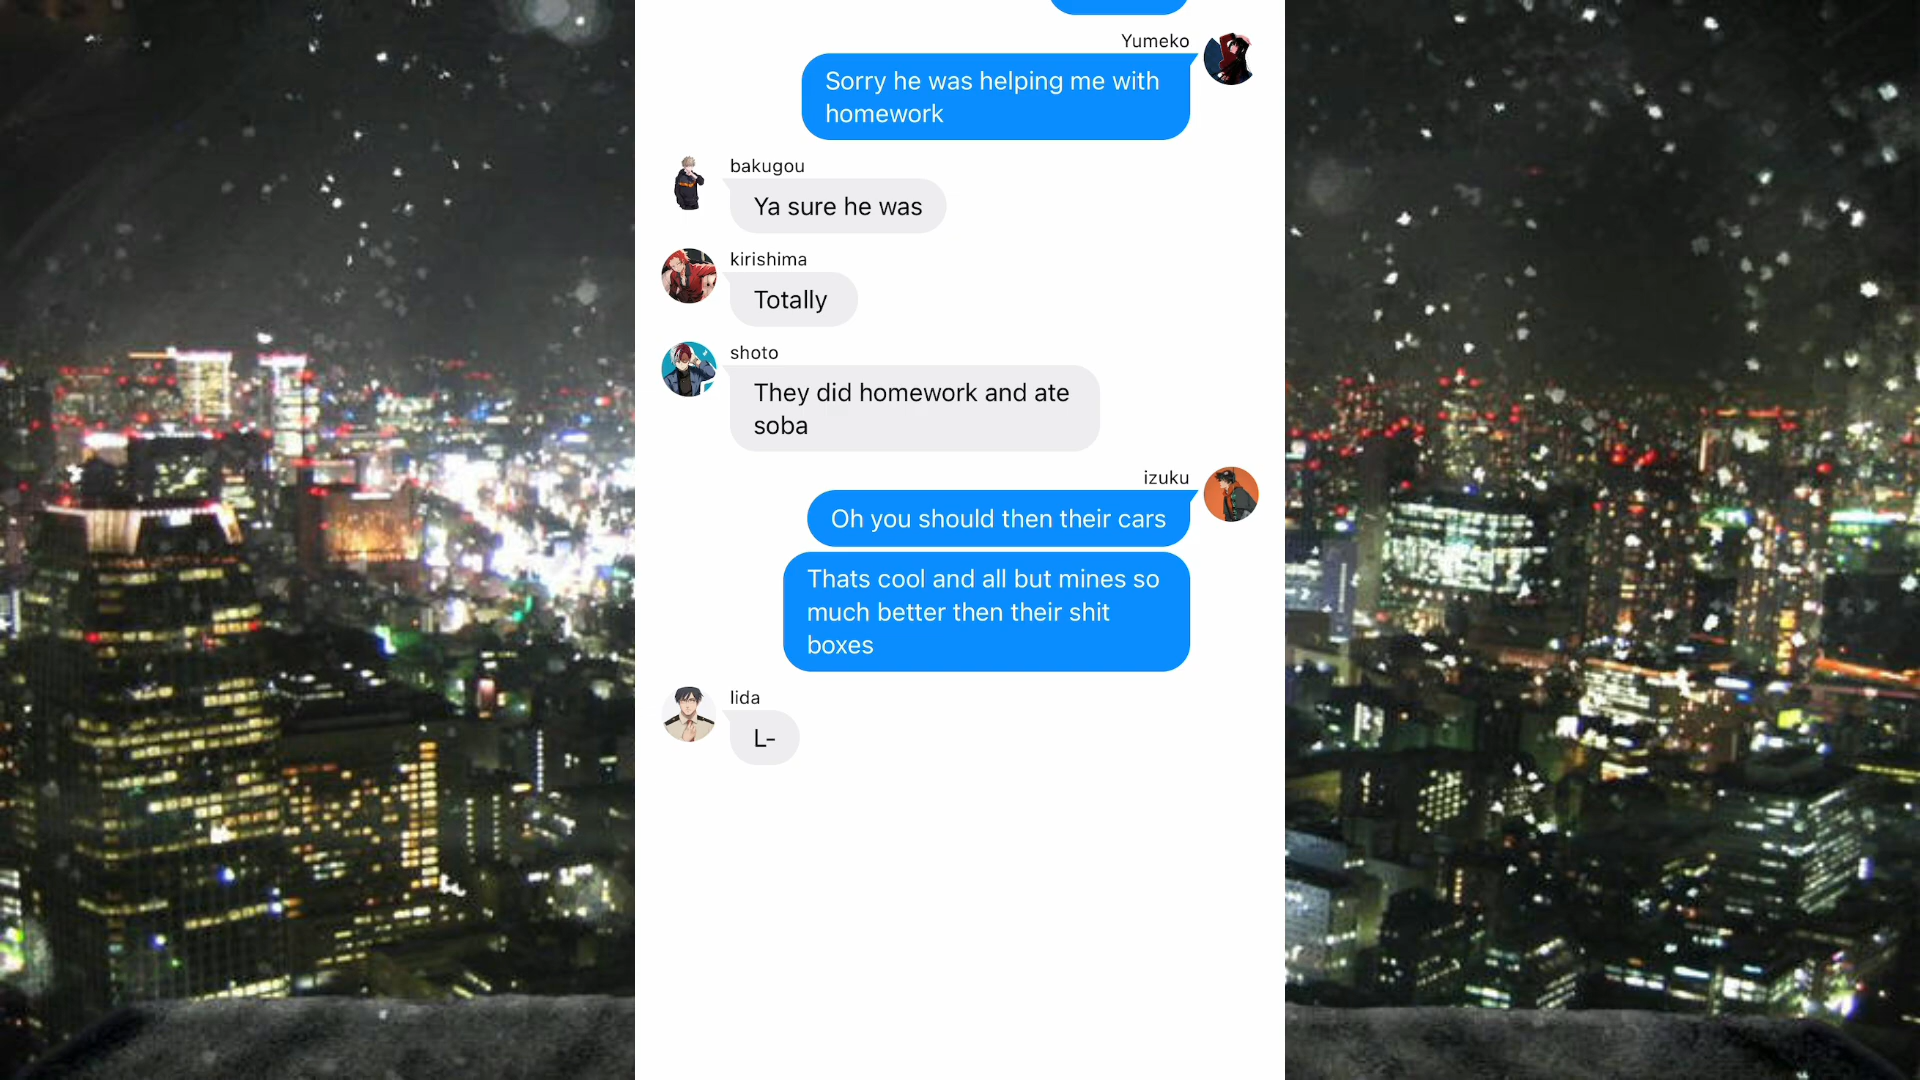 Yumeko
Sorry he was helping me with
homework
bakugou
Ya sure he was
kirishima
Totally
shoto
They did homework and ate
soba
izuku
Oh you should then their cars
Thats cool and all but mines so
much better then their shit
boxes
Iida
L-